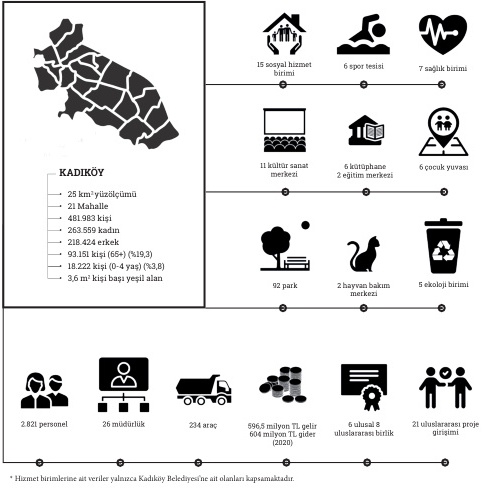 KADIKÖY
25 km² yüzölçümü
21 Mahalle
481.983 kişi
263.559 kadın
218.424 erkek
93.151 kişi (65+) (%19,3)
18.222 kişi (0-4 yaş) (%3,8)
3,6 m² kişi başı yeşil alan
15 sosyal hizmet
birimi
6 spor tesisi
7 sağlık birimi
11 kültür sanat
merkezi
6 kütüphane
2 eğitim merkezi
6 çocuk yuvası
92 park
2 hayvan bakım
merkezi
5 ekoloji birimi
2.821 personel
26 müdürlük
234 araç
596,5 milyon TL gelir
604 milyon TL gider
(2020)
6 ulusal 8
uluslararası birlik
21 uluslararası proje
girişimi
* Hizmet birimlerine ait veriler yalnızca Kadıköy Belediyesi'ne ait olanları kapsamaktadır.